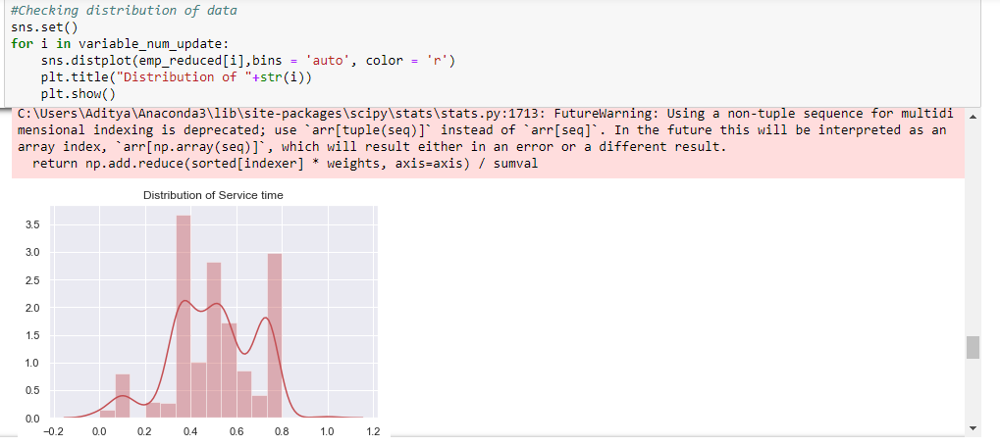 #Checking distribution of data
sns.set()
for i in variable_num_update:
    sns.distplot(emp_reduced[i],bins = 'auto', color = 'r')
    plt.title("Distribution of "+str(i))
    plt.show()
C:\Users\Aditya\Anaconda3\lib\site-packages\scipy\stats\stats.py:1713: FutureWarning: Using a non-tuple sequence for multidi
mensional indexing is deprecated; use `arr[tuple(seq)]` instead of `arr[seq]`. In the future this will be interpreted as an
array index, `arr[np.array(seq)]`, which will result either in an error or a different result.
  return np.add.reduce(sorted[indexer] * weights, axis=axis) / sumval
Distribution of Service time
3.5
3.0
2.5
2.0
1.5
1.0
0.5
0.0
−0.2 0.0 0.2 0.4 0.6 0.8 1.0 1.2